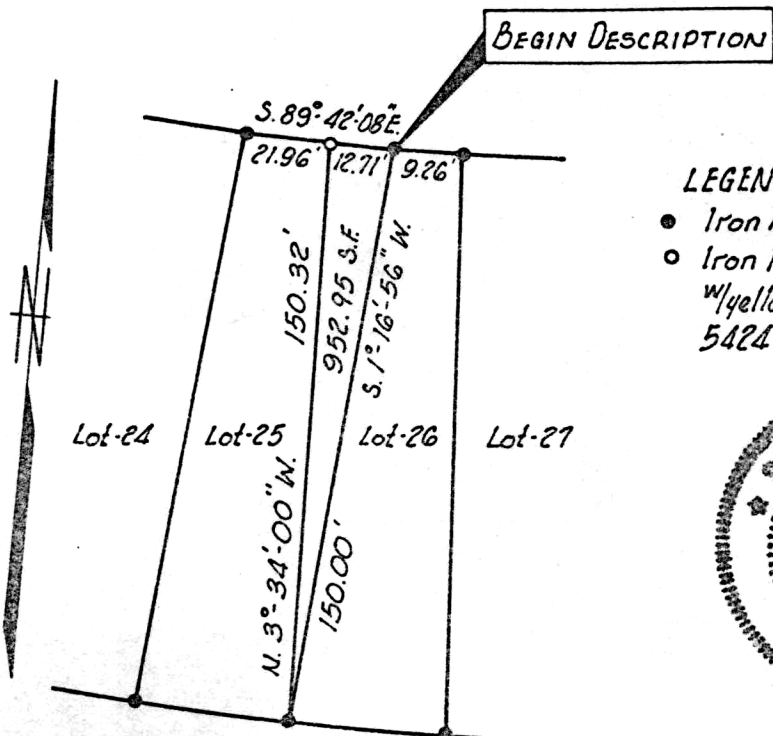 BEGIN DESCRIPTION
S. 89°-42'-08"E.
21.96' 12.71' 9.26'
LEGEN
Iron
Iron
w/yello
5424
150.32'
952.95 S.F.
S. 1°-16'-56" W.
N
Lot-24 Lot-25 Lot-26 Lot-27
N. 3°-34'-00" W.
150.00'